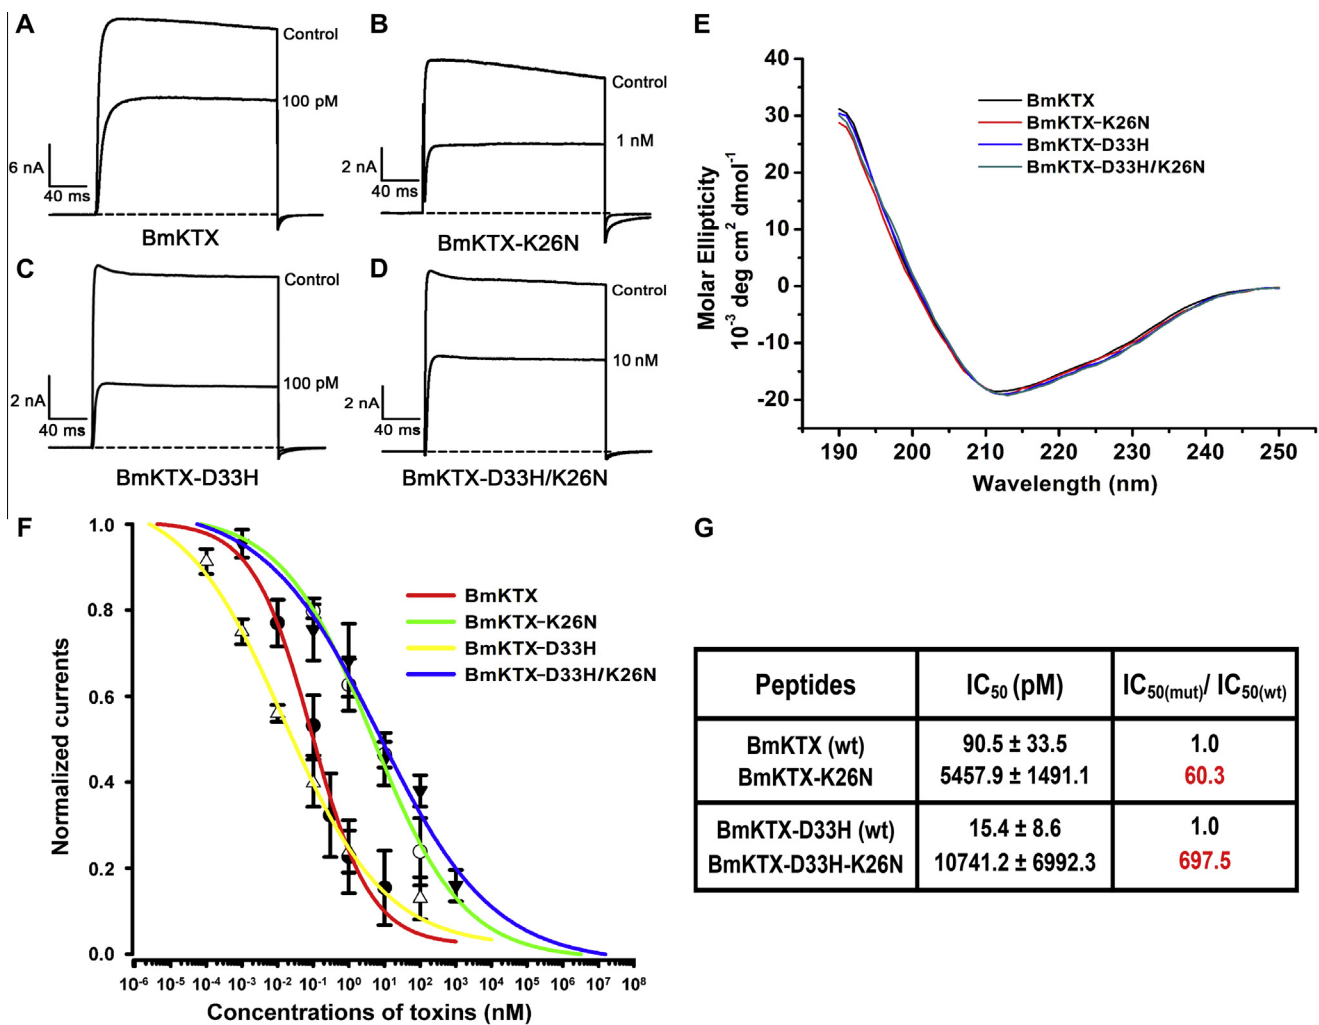 A
Control
100 pM
6 nA
40 ms
BmKTX
B
Control
1 nM
2 nA
40 ms
BmKTX-K26N
C
Control
100 pM
2 nA
40 ms
BmKTX-D33H
D
Control
10 nM
2 nA
40 ms
BmKTX-D33H/K26N
E
40
30
20
10
0
-10
-20
Molar Ellipticity
10⁻³ deg cm² dmol⁻¹
BmKTX
BmKTX-K26N
BmKTX-D33H
BmKTX-D33H/K26N
190 200 210 220 230 240 250
Wavelength (nm)
F
1.0
0.8
0.6
0.4
0.2
0.0
Normalized currents
BmKTX
BmKTX-K26N
BmKTX-D33H
BmKTX-D33H/K26N
10⁻⁶ 10⁻⁵ 10⁻⁴ 10⁻³ 10⁻² 10⁻¹ 10⁰ 10¹ 10² 10³ 10⁴ 10⁵ 10⁶ 10⁷ 10⁸
Concentrations of toxins (nM)
G
Peptides IC₅₀ (pM) IC₅₀(mut)/ IC₅₀(wt)
BmKTX (wt) 90.5 ± 33.5 1.0
BmKTX-K26N 5457.9 ± 1491.1 60.3
BmKTX-D33H (wt) 15.4 ± 8.6 1.0
BmKTX-D33H-K26N 10741.2 ± 6992.3 697.5